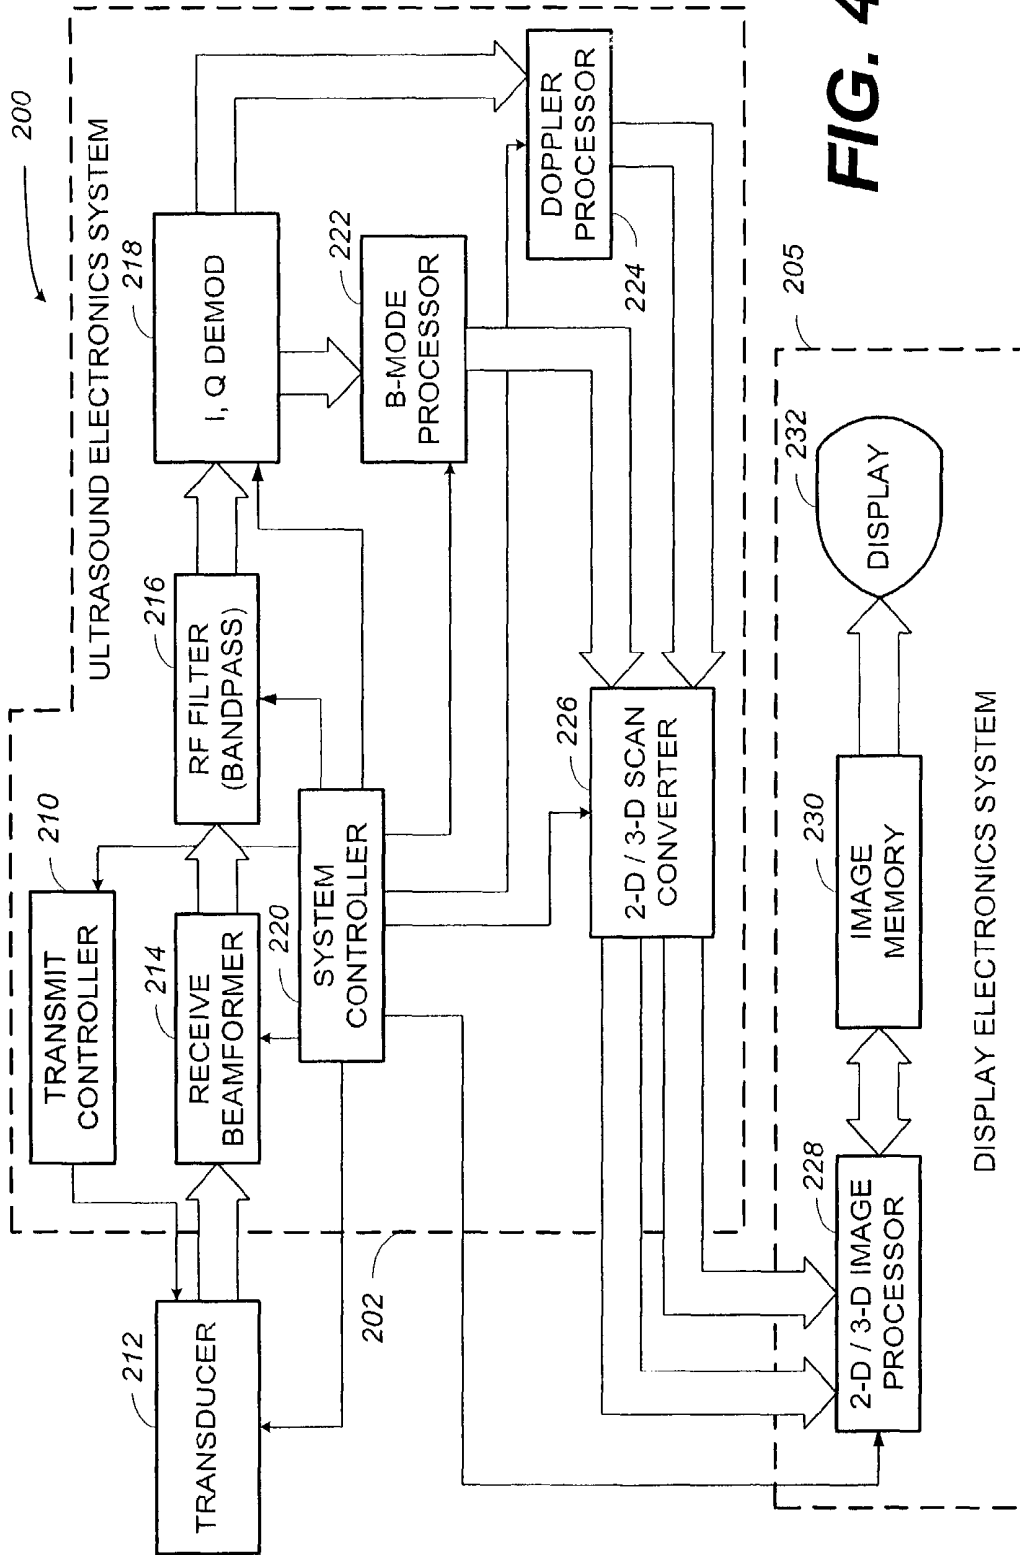 200
ULTRASOUND ELECTRONICS SYSTEM
210
TRANSMIT
CONTROLLER
212
TRANSDUCER
214
RECEIVE
BEAMFORMER
216
RF FILTER
(BANDPASS)
218
I, Q DEMOD
220
SYSTEM
CONTROLLER
222
B-MODE
PROCESSOR
DOPPLER
PROCESSOR
224
202
226
2-D / 3-D SCAN
CONVERTER
205
228
2-D / 3-D IMAGE
PROCESSOR
230
IMAGE
MEMORY
232
DISPLAY
DISPLAY ELECTRONICS SYSTEM
FIG. 4